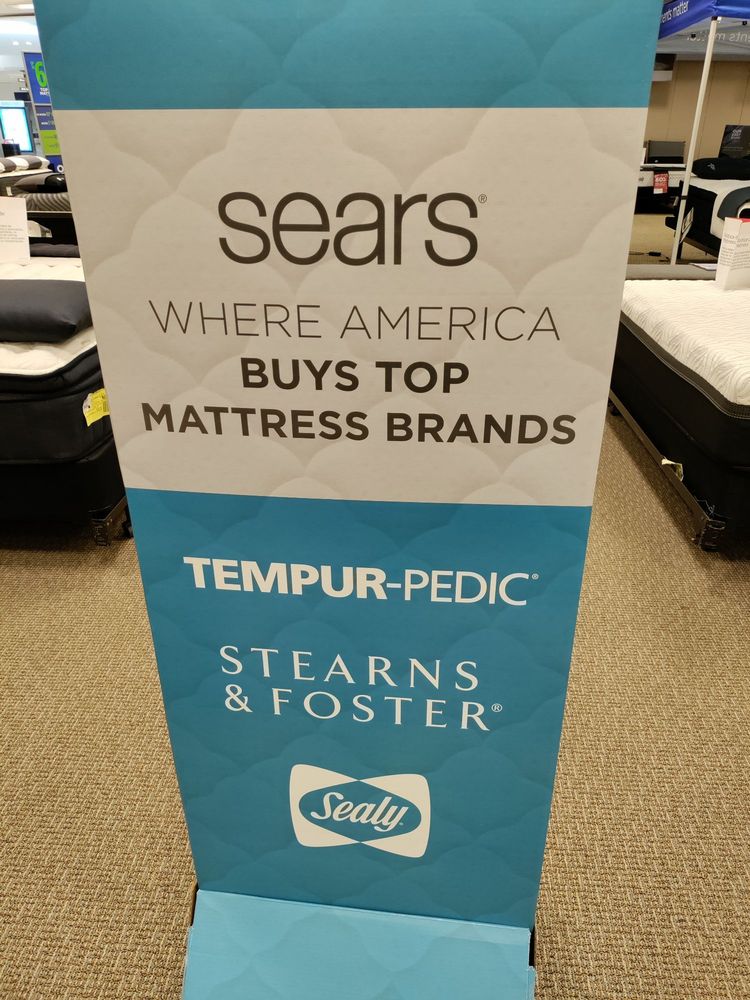 sears®
WHERE AMERICA
BUYS TOP
MATTRESS BRANDS
TEMPUR-PEDIC®
STEARNS
& FOSTER®
Sealy